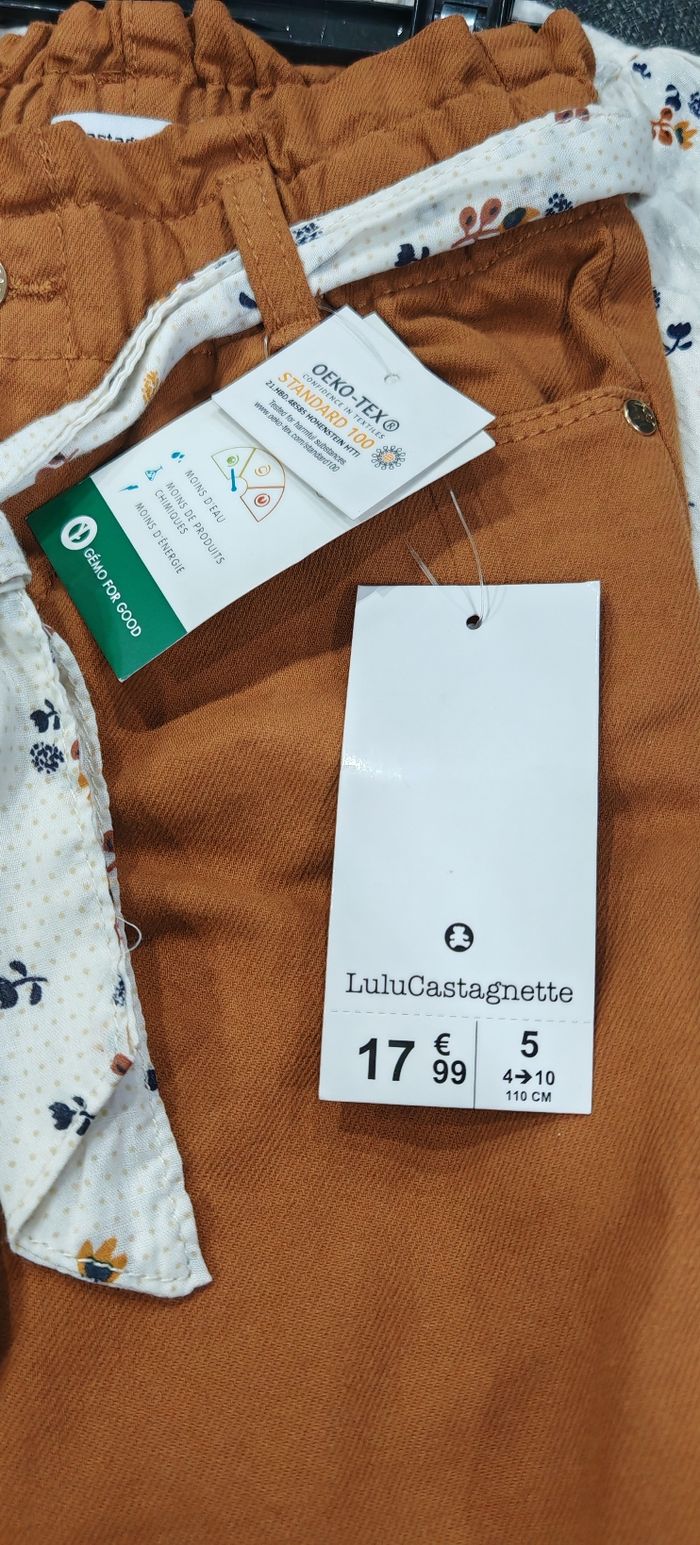 OEKO-TEX®
CONFIDENCE IN TEXTILES
STANDARD 100
21.HBD.48585 HOHENSTEIN HTTI
Tested for harmful substances.
www.oeko-tex.com/standard100
MOINS D'EAU
MOINS DE PRODUITS
CHIMIQUES
MOINS D'ÉNERGIE
GÉMO FOR GOOD
LuluCastagnette
17 €
99
5
4→10
110 CM